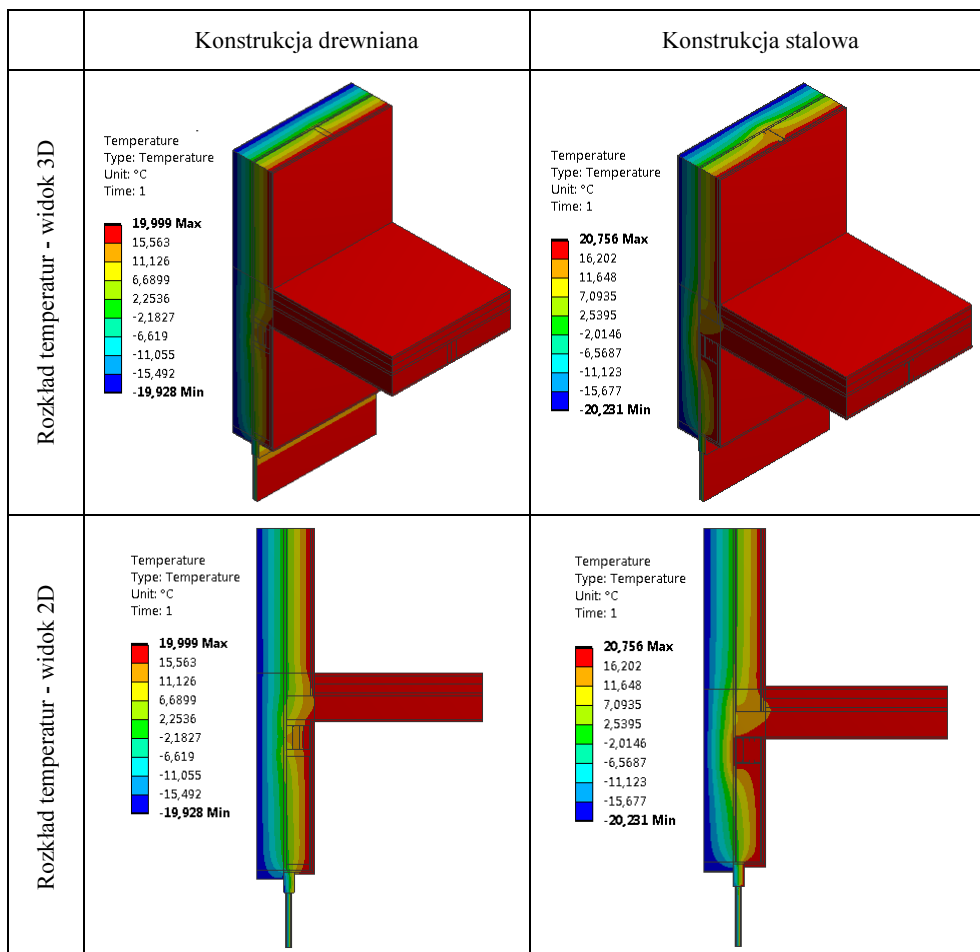 Konstrukcja drewniana
Konstrukcja stalowa
Rozkład temperatur - widok 3D
Temperature
Type: Temperature
Unit: °C
Time: 1
19,999 Max
15,563
11,126
6,6899
2,2536
-2,1827
-6,619
-11,055
-15,492
-19,928 Min
Temperature
Type: Temperature
Unit: °C
Time: 1
20,756 Max
16,202
11,648
7,0935
2,5395
-2,0146
-6,5687
-11,123
-15,677
-20,231 Min
Rozkład temperatur - widok 2D
Temperature
Type: Temperature
Unit: °C
Time: 1
19,999 Max
15,563
11,126
6,6899
2,2536
-2,1827
-6,619
-11,055
-15,492
-19,928 Min
Temperature
Type: Temperature
Unit: °C
Time: 1
20,756 Max
16,202
11,648
7,0935
2,5395
-2,0146
-6,5687
-11,123
-15,677
-20,231 Min